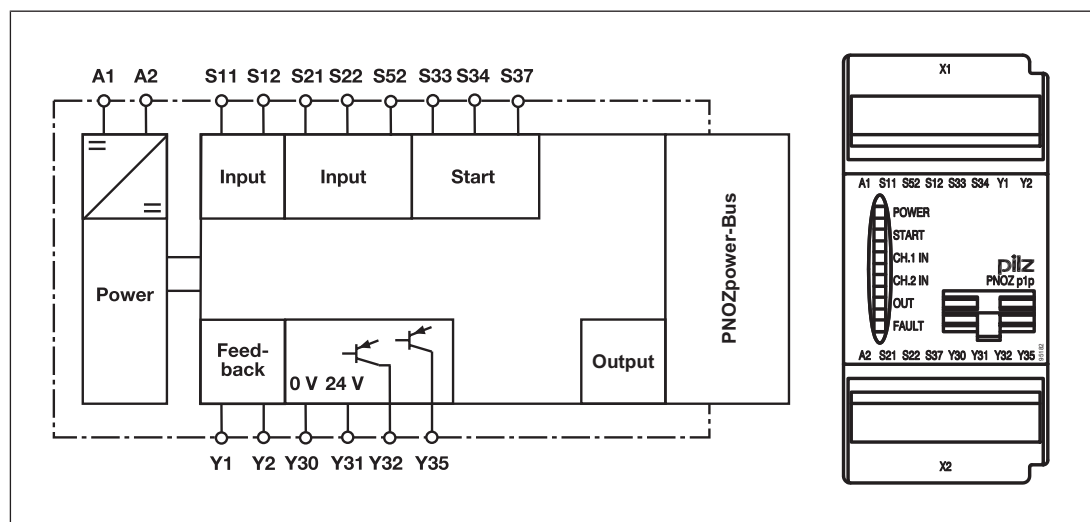 A1 A2 S11 S12 S21 S22 S52 S33 S34 S37
Input Input Start
Power
PNOZpower-Bus
Feed-
back
0 V 24 V
Output
Y1 Y2 Y30 Y31 Y32 Y35
X1
A1 S11 S52 S12 S33 S34 Y1 Y2
POWER
START
CH.1 IN
CH.2 IN
OUT
FAULT
pilz
PNOZ p1p
95162
A2 S21 S22 S37 Y30 Y31 Y32 Y35
X2